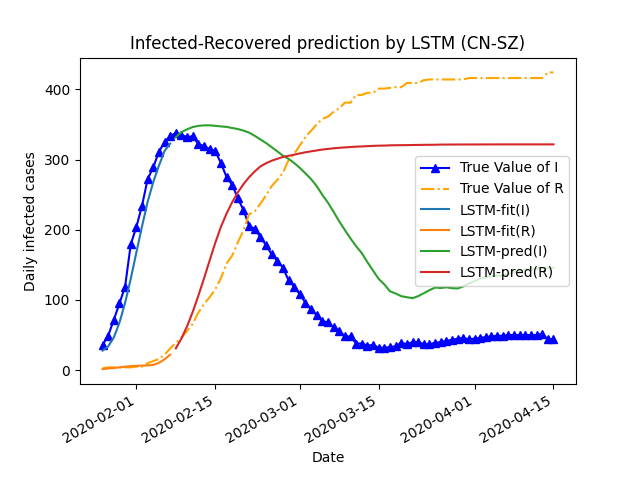 Infected-Recovered prediction by LSTM (CN-SZ)
Daily infected cases
400
300
200
100
0
True Value of I
True Value of R
LSTM-fit(I)
LSTM-fit(R)
LSTM-pred(I)
LSTM-pred(R)
2020-02-01
2020-02-15
2020-03-01
2020-03-15
2020-04-01
2020-04-15
Date